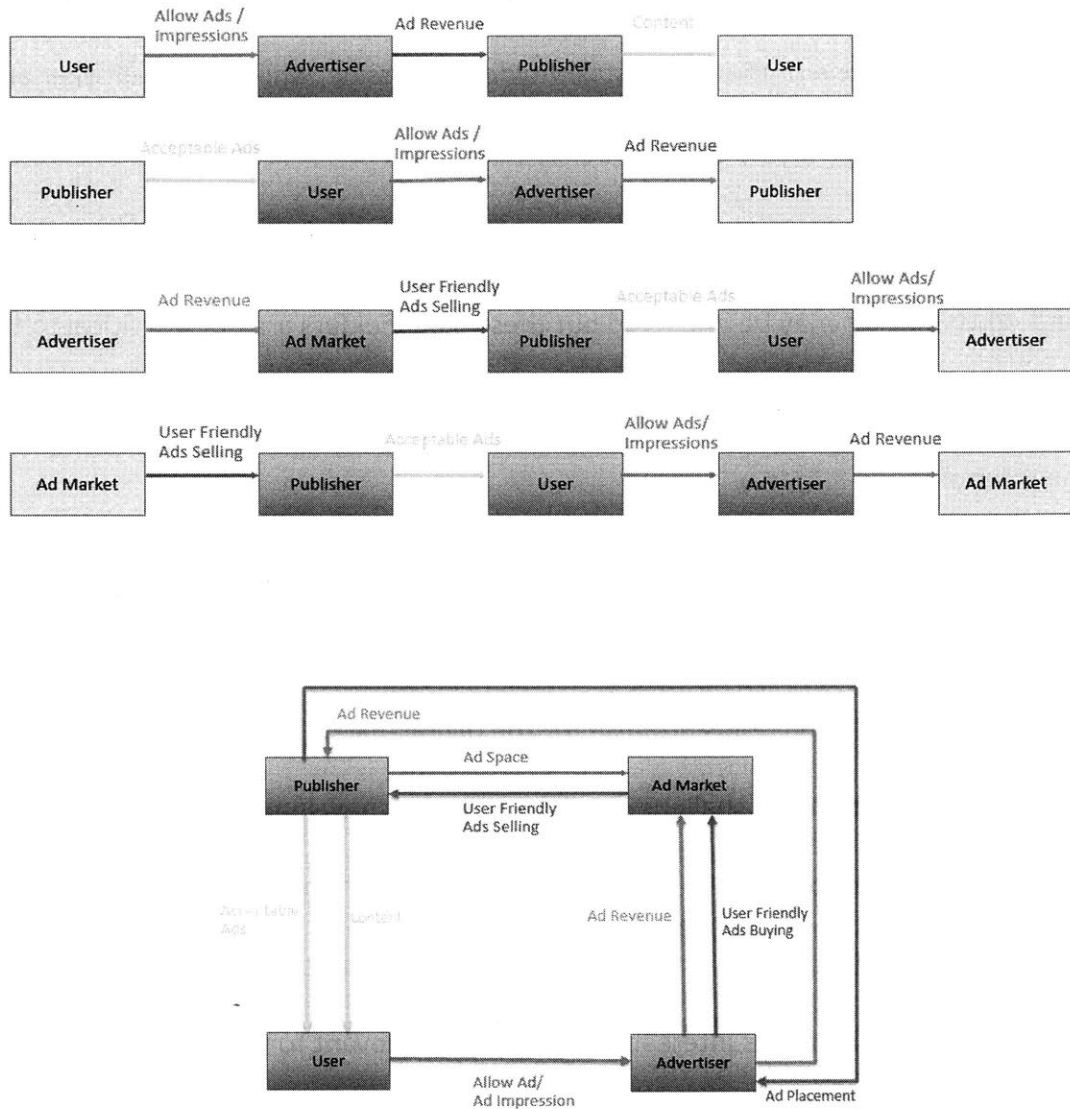 Allow Ads /
Impressions
Ad Revenue
Content
User
Advertiser
Publisher
User
Acceptable Ads
Allow Ads /
Impressions
Ad Revenue
Publisher
User
Advertiser
Publisher
Ad Revenue
User Friendly
Ads Selling
Acceptable Ads
Allow Ads/
Impressions
Advertiser
Ad Market
Publisher
User
Advertiser
User Friendly
Ads Selling
Acceptable Ads
Allow Ads/
Impressions
Ad Revenue
Ad Market
Publisher
User
Advertiser
Ad Market
Ad Revenue
Publisher
Ad Space
Ad Market
User Friendly
Ads Selling
Acceptable
Ads
Content
Ad Revenue
User Friendly
Ads Buying
User
Advertiser
Allow Ad/
Ad Impression
Ad Placement